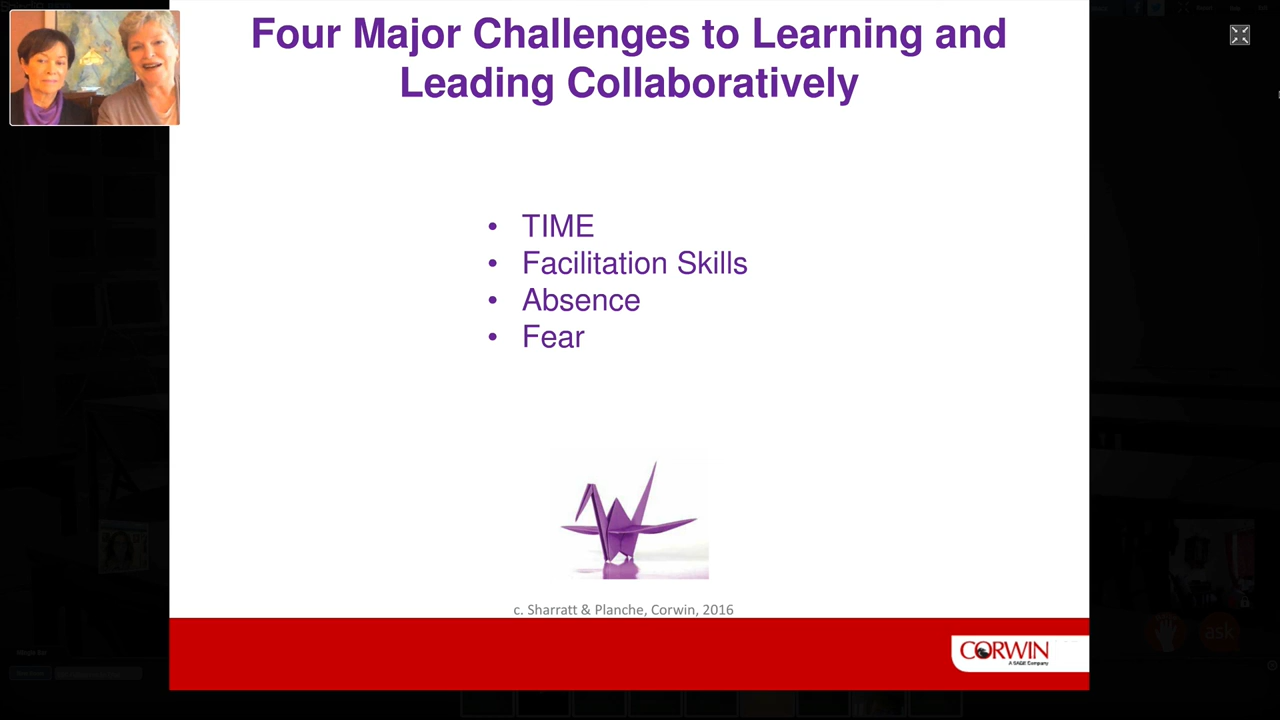 Four Major Challenges to Learning and
Leading Collaboratively
• TIME
• Facilitation Skills
• Absence
• Fear
c. Sharratt & Planche, Corwin, 2016
CORWIN
A SAGE Company
ask